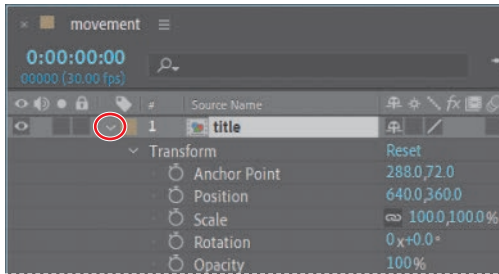 movement
0:00:00:00
00000 (30.00 fps)
# Source Name
1 title
Transform Reset
Anchor Point 288.0,72.0
Position 640.0,360.0
Scale 100.0,100.0%
Rotation 0x+0.0°
Opacity 100%